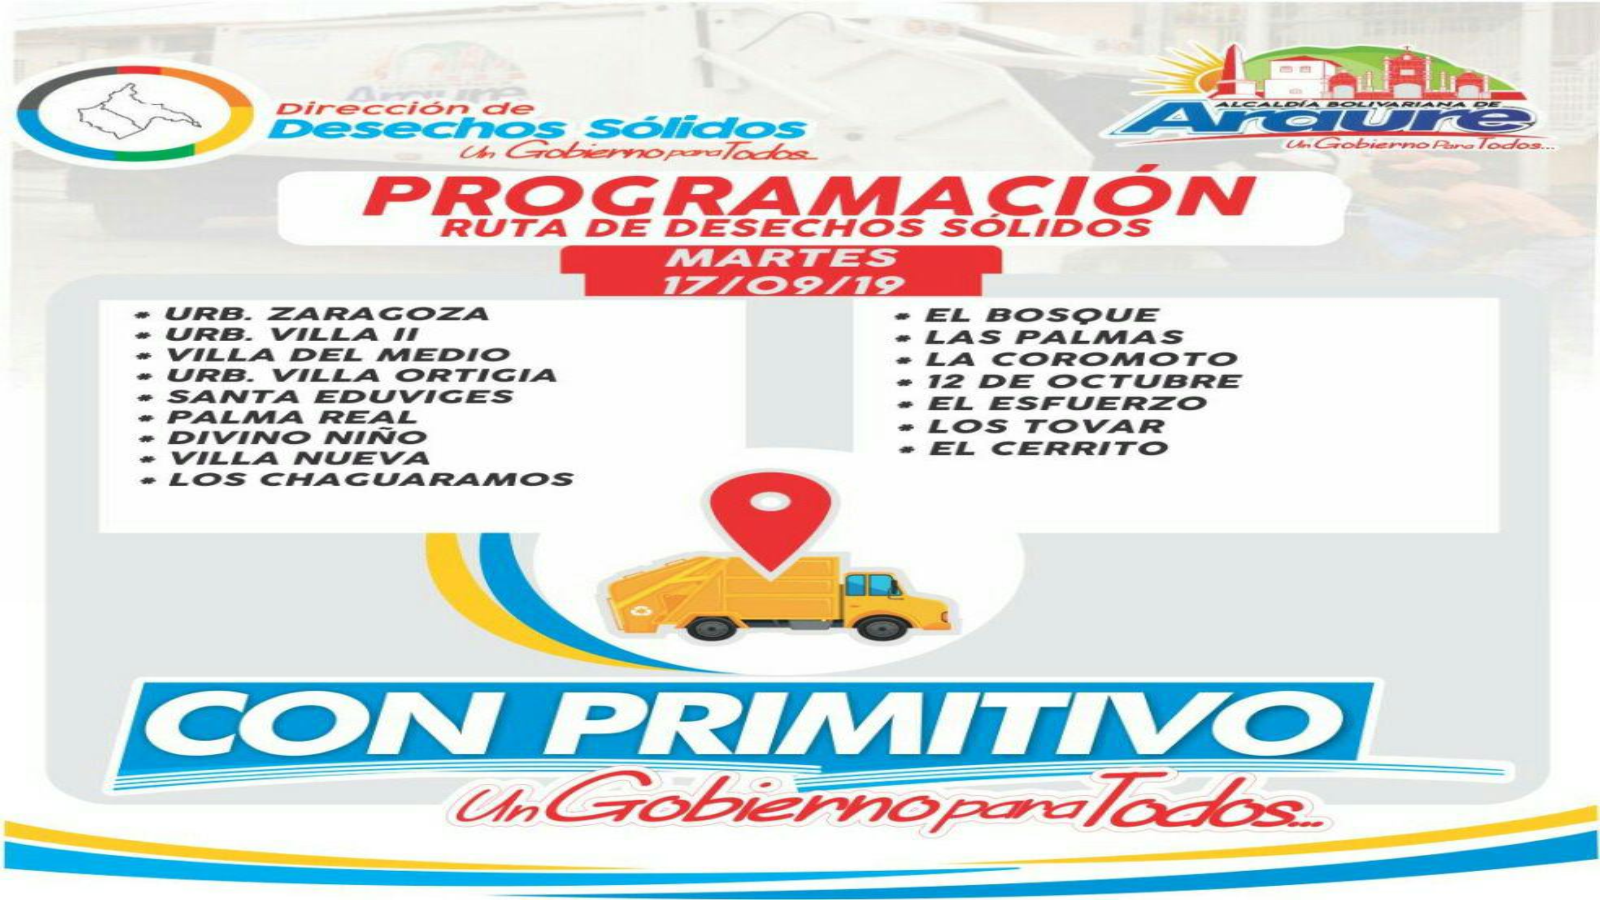 Dirección de
Desechos Sólidos
Un Gobierno para Todos...
ALCALDÍA BOLIVARIANA DE
Araure
Un Gobierno Para Todos...
PROGRAMACIÓN
RUTA DE DESECHOS SÓLIDOS
MARTES
17/09/19
* URB. ZARAGOZA
* URB. VILLA II
* VILLA DEL MEDIO
* URB. VILLA ORTIGIA
* SANTA EDUVIGES
* PALMA REAL
* DIVINO NIÑO
* VILLA NUEVA
* LOS CHAGUARAMOS
* EL BOSQUE
* LAS PALMAS
* LA COROMOTO
* 12 DE OCTUBRE
* EL ESFUERZO
* LOS TOVAR
* EL CERRITO
CON PRIMITIVO
Un Gobierno para Todos...